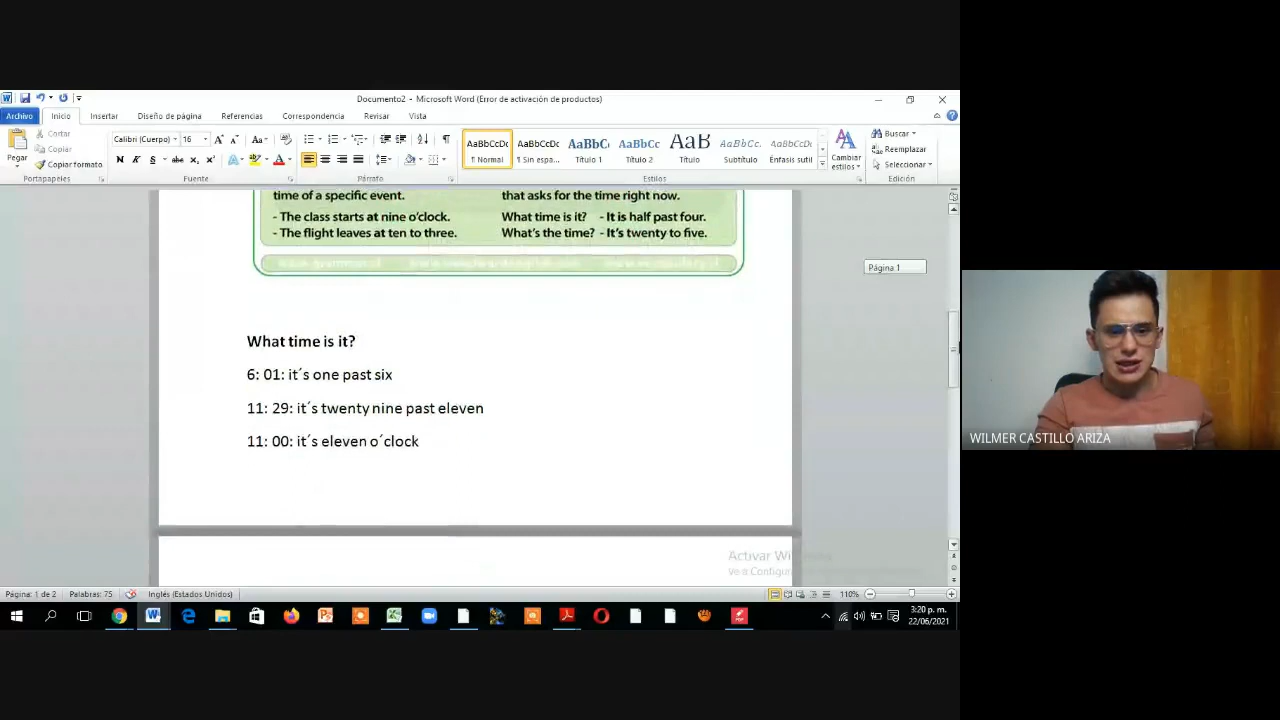 Documento2 - Microsoft Word (Error de activación de productos)
Archivo Inicio Insertar Diseño de página Referencias Correspondencia Revisar Vista
Pegar
Cortar
Copiar
Copiar formato
Portapapeles
Calibri (Cuerpo) 16
Fuente
Párrafo
AaBbCcDc AaBbCcDc AaBbC AaBbCc AaB AaBbCc. AaBbCcDc
¶ Normal ¶ Sin espa... Título 1 Título 2 Título Subtítulo Énfasis sutil
Estilos
Cambiar estilos
Buscar
Reemplazar
Seleccionar
Edición
time of a specific event.
- The class starts at nine o'clock.
- The flight leaves at ten to three.
that asks for the time right now.
What time is it? - It is half past four.
What's the time? - It's twenty to five.
Página 1
What time is it?
6: 01: it´s one past six
11: 29: it´s twenty nine past eleven
11: 00: it´s eleven o´clock
Activar
Página: 1 de 2 Palabras: 75 Inglés (Estados Unidos) 110%
3:20 p. m.
22/06/2021
WILMER CASTILLO ARIZA